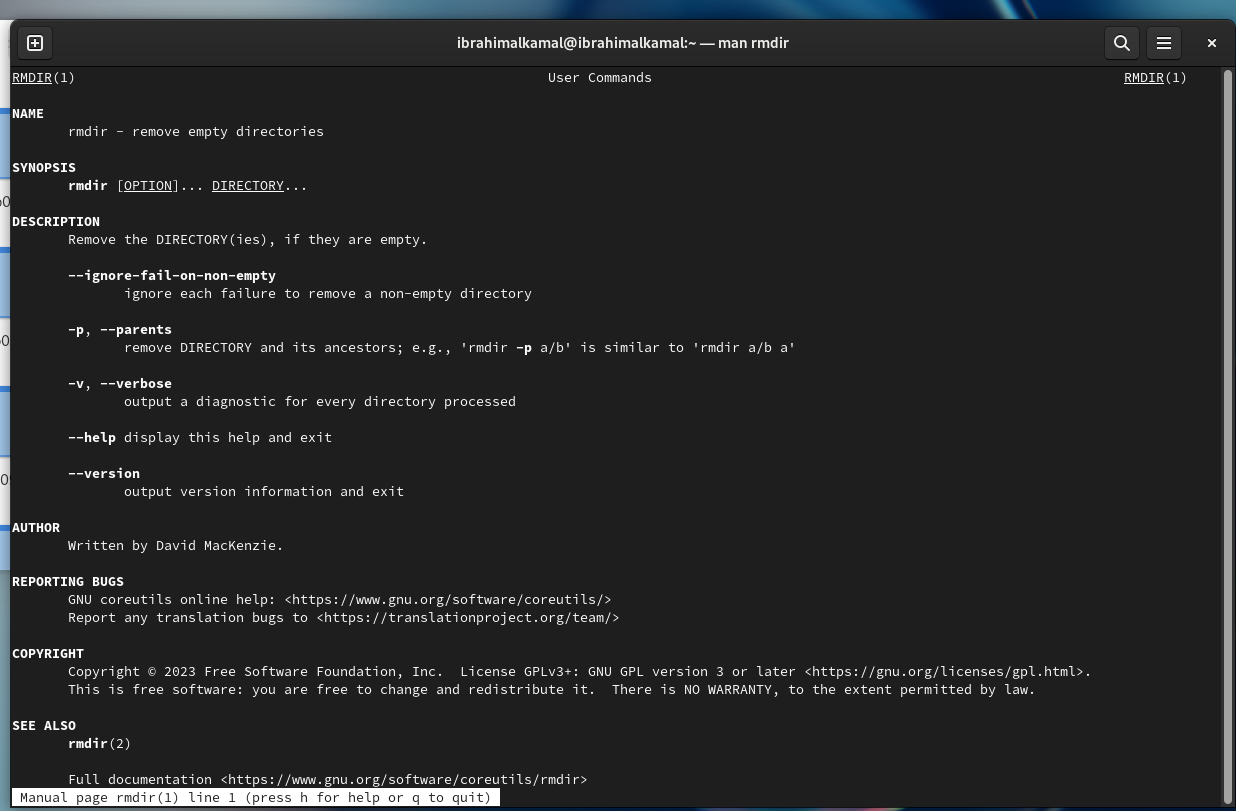 ibrahimalkamal@ibrahimalkamal:~ — man rmdir
RMDIR(1) User Commands RMDIR(1)
NAME
rmdir - remove empty directories
SYNOPSIS
rmdir [OPTION]... DIRECTORY...
DESCRIPTION
Remove the DIRECTORY(ies), if they are empty.
--ignore-fail-on-non-empty
ignore each failure to remove a non-empty directory
-p, --parents
remove DIRECTORY and its ancestors; e.g., 'rmdir -p a/b' is similar to 'rmdir a/b a'
-v, --verbose
output a diagnostic for every directory processed
--help display this help and exit
--version
output version information and exit
AUTHOR
Written by David MacKenzie.
REPORTING BUGS
GNU coreutils online help: <https://www.gnu.org/software/coreutils/>
Report any translation bugs to <https://translationproject.org/team/>
COPYRIGHT
Copyright © 2023 Free Software Foundation, Inc.  License GPLv3+: GNU GPL version 3 or later <https://gnu.org/licenses/gpl.html>.
This is free software: you are free to change and redistribute it.  There is NO WARRANTY, to the extent permitted by law.
SEE ALSO
rmdir(2)
Full documentation <https://www.gnu.org/software/coreutils/rmdir>
Manual page rmdir(1) line 1 (press h for help or q to quit)